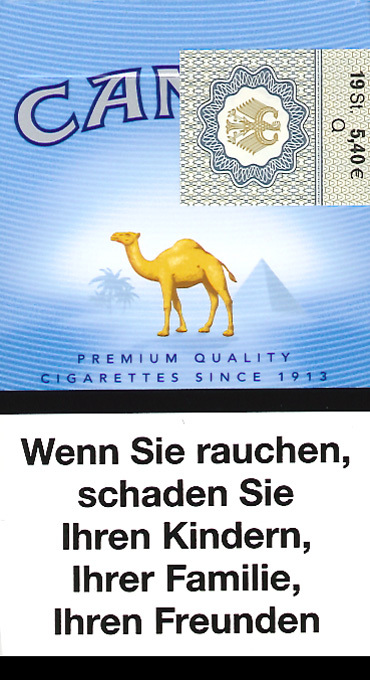 CAM
19 St. 5,40 €
Q
PREMIUM QUALITY
CIGARETTES SINCE 1913
Wenn Sie rauchen,
schaden Sie
Ihren Kindern,
Ihrer Familie,
Ihren Freunden